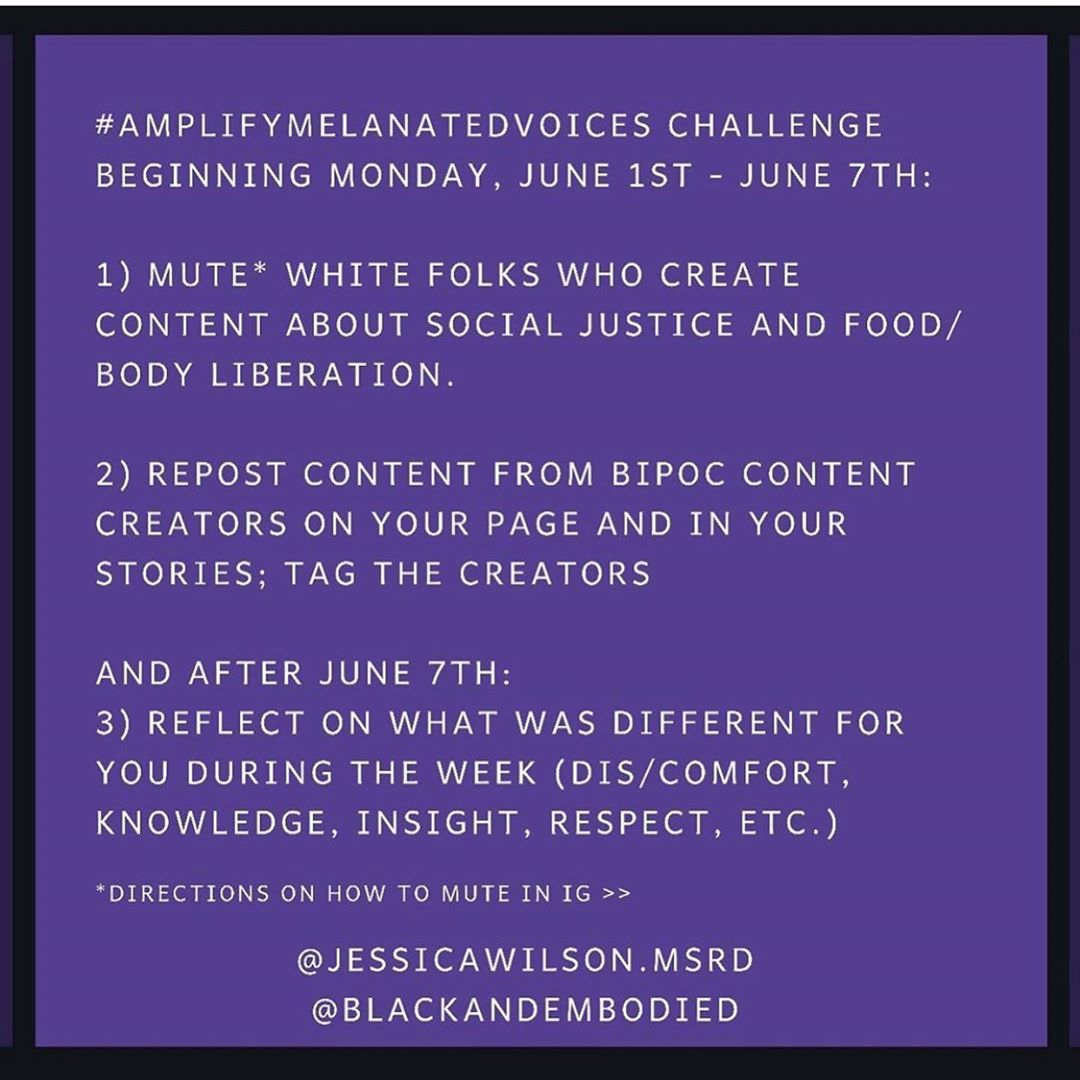 #AMPLIFYMELANATEDVOICES CHALLENGE
BEGINNING MONDAY, JUNE 1ST - JUNE 7TH:
1) MUTE* WHITE FOLKS WHO CREATE
CONTENT ABOUT SOCIAL JUSTICE AND FOOD/
BODY LIBERATION.
2) REPOST CONTENT FROM BIPOC CONTENT
CREATORS ON YOUR PAGE AND IN YOUR
STORIES; TAG THE CREATORS
AND AFTER JUNE 7TH:
3) REFLECT ON WHAT WAS DIFFERENT FOR
YOU DURING THE WEEK (DIS/COMFORT,
KNOWLEDGE, INSIGHT, RESPECT, ETC.)
*DIRECTIONS ON HOW TO MUTE IN IG >>
@JESSICAWILSON.MSRD
@BLACKANDEMBODIED